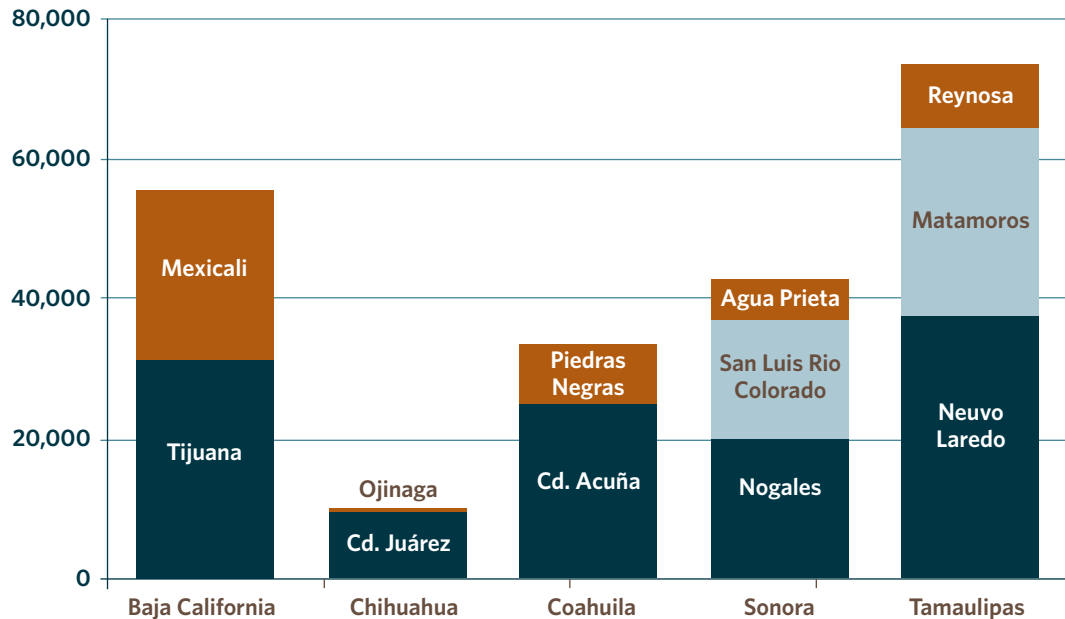 80,000
Reynosa
60,000
Matamoros
Mexicali
40,000
Agua Prieta
Piedras
Negras
San Luis Rio
Colorado
Neuvo
Laredo
20,000
Tijuana
Cd. Acuña
Nogales
Ojinaga
Cd. Juárez
0
Baja California
Chihuahua
Coahuila
Sonora
Tamaulipas